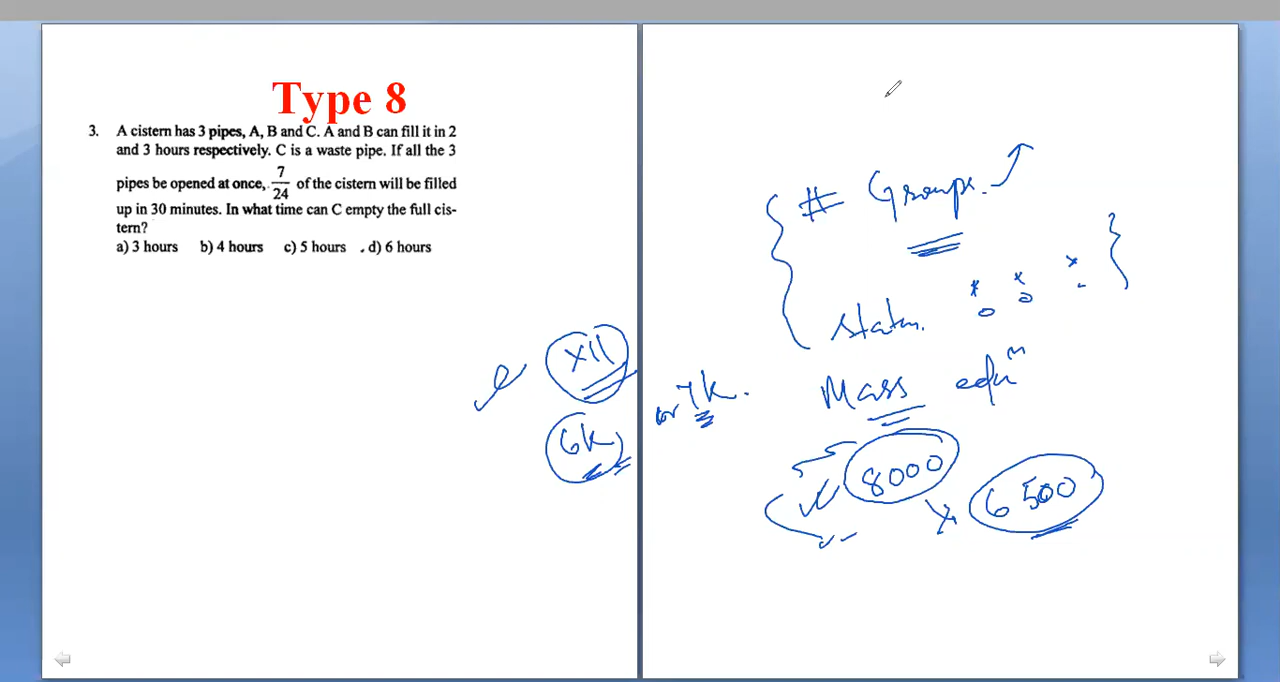 Type 8
3. A cistern has 3 pipes, A, B and C. A and B can fill it in 2
and 3 hours respectively. C is a waste pipe. If all the 3
pipes be opened at once, 7/24 of the cistern will be filled
up in 30 minutes. In what time can C empty the full cis-
tern?
a) 3 hours b) 4 hours c) 5 hours . d) 6 hours
XII
6k
or 7k.
# Groups.
Statem.
Mass eqnⁿ
8000
x 6500